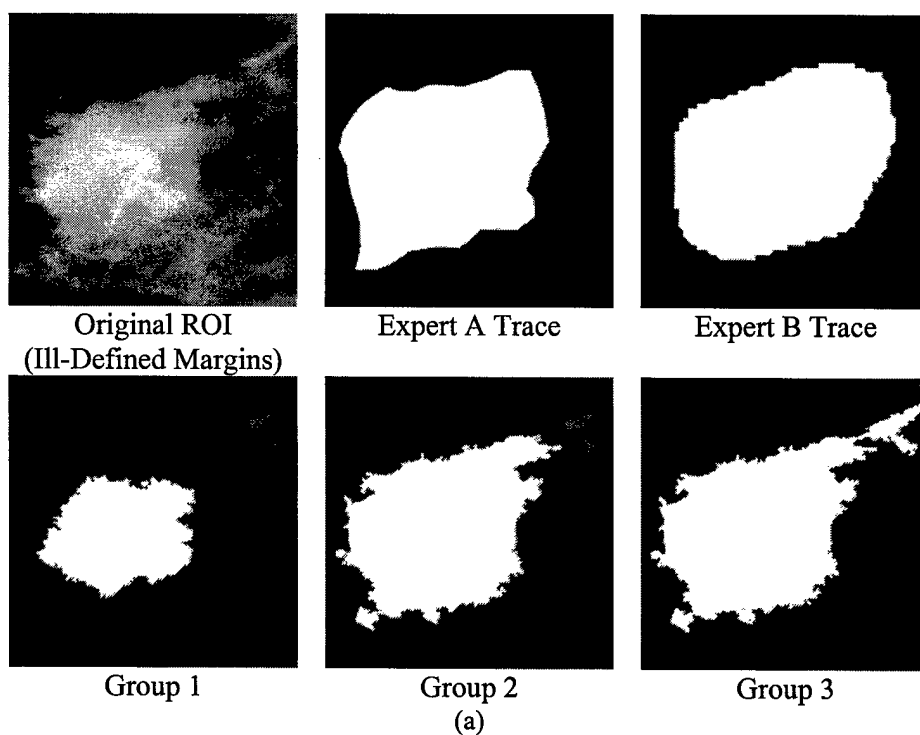 Original ROI
(Ill-Defined Margins)
Expert A Trace
Expert B Trace
Group 1
Group 2
Group 3
(a)